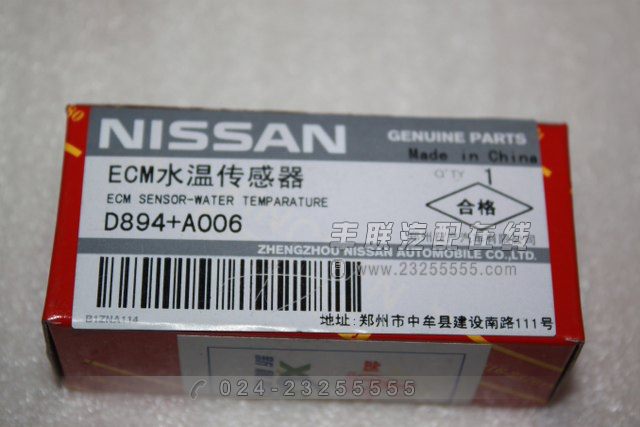 NISSAN
GENUINE PARTS
Made in China
ECM水温传感器
Q'TY 1
ECM SENSOR-WATER TEMPARATURE
D894+A006
合格
丰联汽配在线
ZHENGZHOU NISSAN AUTOMOBILE CO.,LTD.
www.23255555.com
B1ZNA114
地址:郑州市中牟县建设南路111号
024-23255555